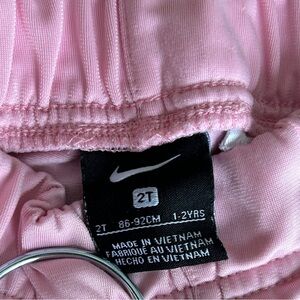 2T
2T 86-92CM 1-2YRS
MADE IN VIETNAM
FABRIQUÉ AU VIETNAM
HECHO EN VIETNAM